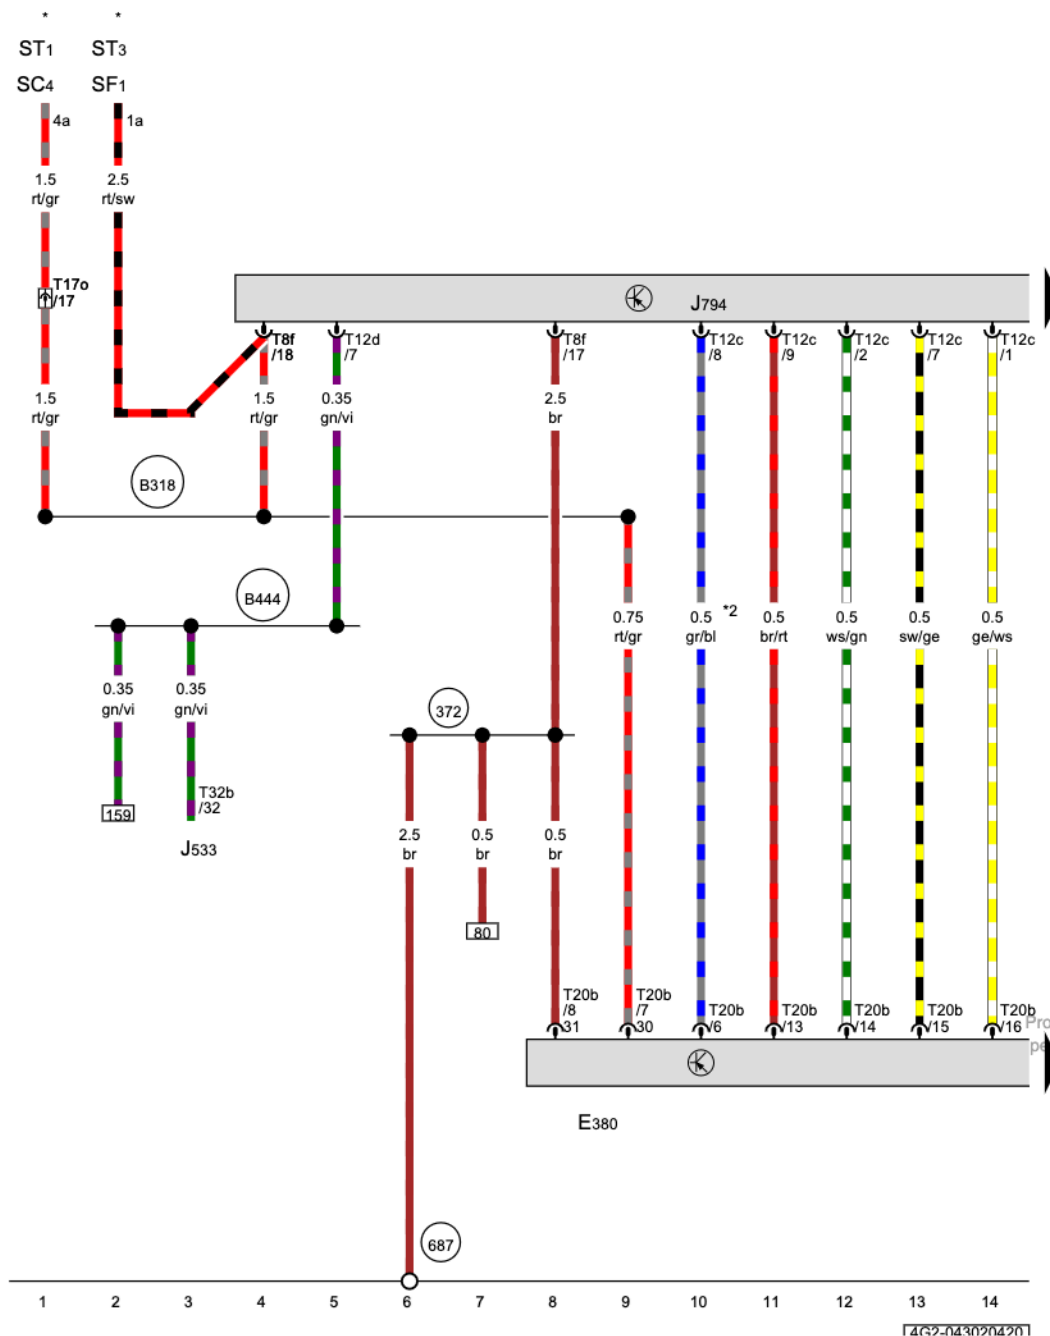 * *
ST1 ST3
SC4 SF1
4a 1a
1.5 2.5
rt/gr rt/sw
T17o
/17
J794
T8f T12d T8f T12c T12c T12c T12c T12c
/18 /7 /17 /8 /9 /2 /7 /1
1.5 1.5 0.35 2.5
rt/gr rt/gr gn/vi br
B318
B444
0.75 0.5 *2 0.5 0.5 0.5 0.5
rt/gr gr/bl br/rt ws/gn sw/ge ge/ws
0.35 0.35
gn/vi gn/vi
372
159
T32b
/32
J533
2.5 0.5 0.5
br br br
80
T20b T20b
/8 /7
31 30
T20b T20b T20b T20b T20b
/6 /13 /14 /15 /16
Pro
pe
E380
687
1 2 3 4 5 6 7 8 9 10 11 12 13 14
4G2-043020420